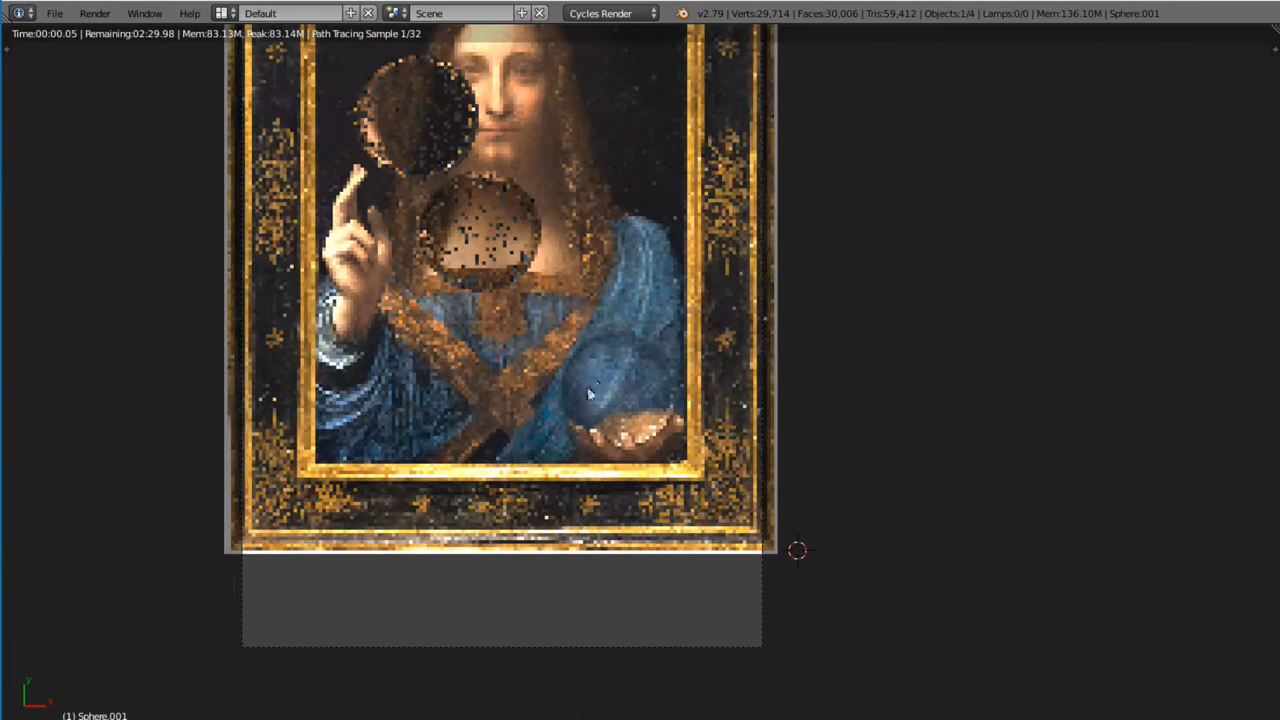 File Render Window Help Default Scene Cycles Render v2.79 | Verts:29,714 | Faces:30,006 | Tris:59,412 | Objects:1/4 | Lamps:0/0 | Mem:136.10M | Sphere.001
Time:00:00.05 | Remaining:02:29.98 | Mem:83.13M, Peak:83.14M | Path Tracing Sample 1/32
y
x
(1) Sphere.001